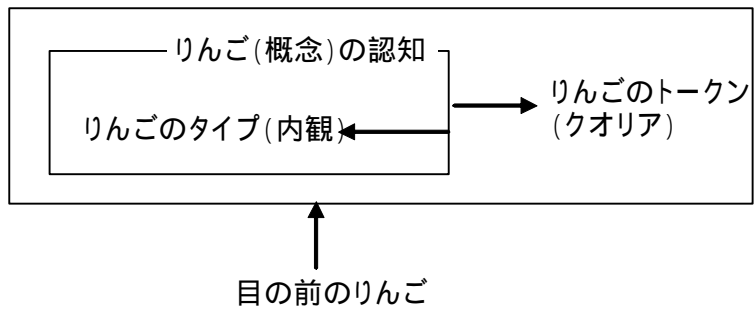 りんご(概念)の認知
りんごのタイプ(内観)
りんごのトークン
(クオリア)
目の前のりんご